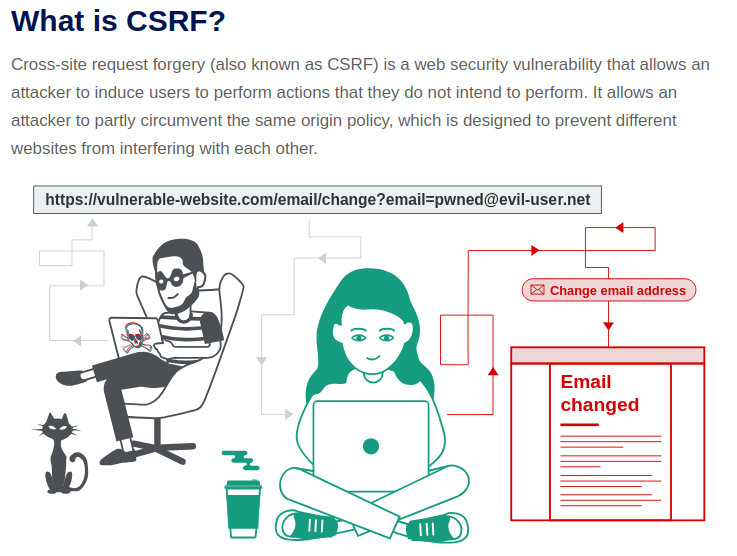 What is CSRF?
Cross-site request forgery (also known as CSRF) is a web security vulnerability that allows an
attacker to induce users to perform actions that they do not intend to perform. It allows an
attacker to partly circumvent the same origin policy, which is designed to prevent different
websites from interfering with each other.
https://vulnerable-website.com/email/change?email=pwned@evil-user.net
Change email address
Email
changed